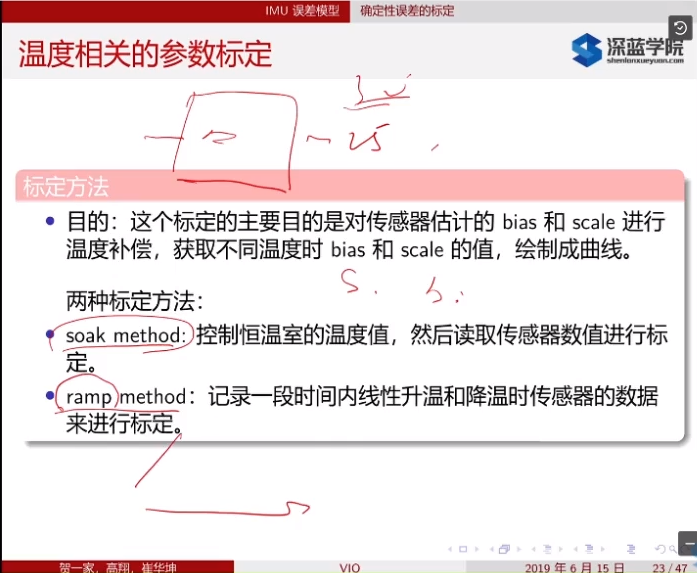 IMU 误差模型 确定性误差的标定
温度相关的参数标定
深蓝学院
shenlanxueyuan.com
25
标定方法
目的：这个标定的主要目的是对传感器估计的 bias 和 scale 进行
温度补偿，获取不同温度时 bias 和 scale 的值，绘制成曲线。
S. b.
两种标定方法：
soak method: 控制恒温室的温度值，然后读取传感器数值进行标
定。
ramp method：记录一段时间内线性升温和降温时传感器的数据
来进行标定。
贺一家，高翔，崔华坤 VIO 2019 年 6 月 15 日 23 / 47